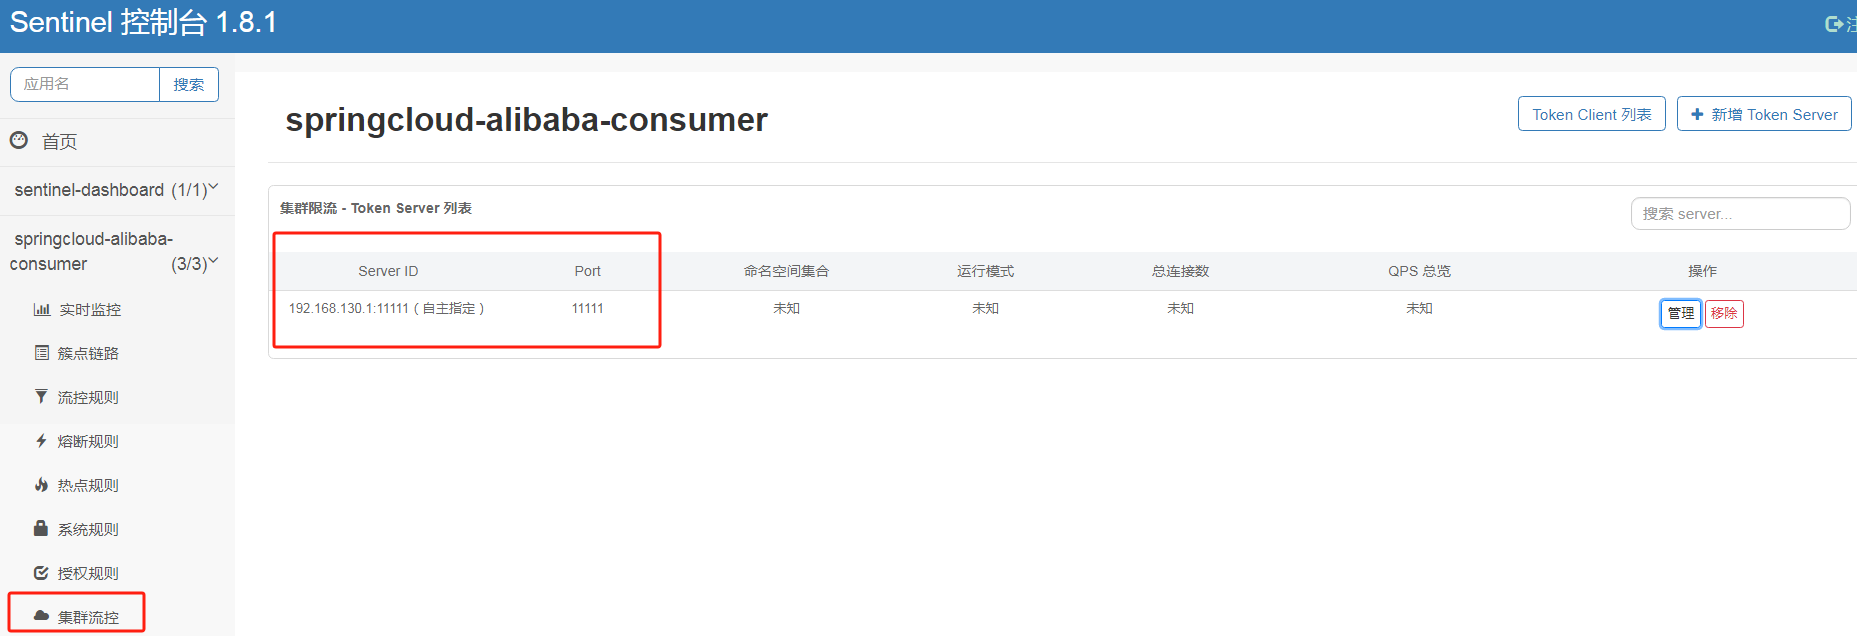 Sentinel 控制台 1.8.1
注
应用名
搜索
首页
sentinel-dashboard (1/1)
springcloud-alibaba-
consumer (3/3)
实时监控
簇点链路
流控规则
熔断规则
热点规则
系统规则
授权规则
集群流控
springcloud-alibaba-consumer
Token Client 列表
新增 Token Server
集群限流 - Token Server 列表
搜索 server...
Server ID Port 命名空间集合 运行模式 总连接数 QPS 总览 操作
192.168.130.1:11111（自主指定） 11111 未知 未知 未知 未知 管理 移除